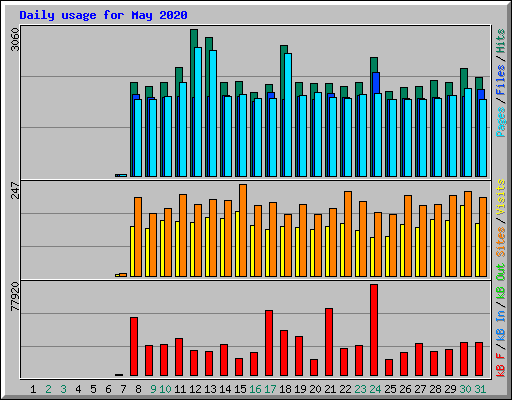 Daily usage for May 2020
3060
Pages / Files / Hits
247
Sites / Visits
77920
kB F / kB In / kB Out
1 2 3 4 5 6 7 8 9 10 11 12 13 14 15 16 17 18 19 20 21 22 23 24 25 26 27 28 29 30 31